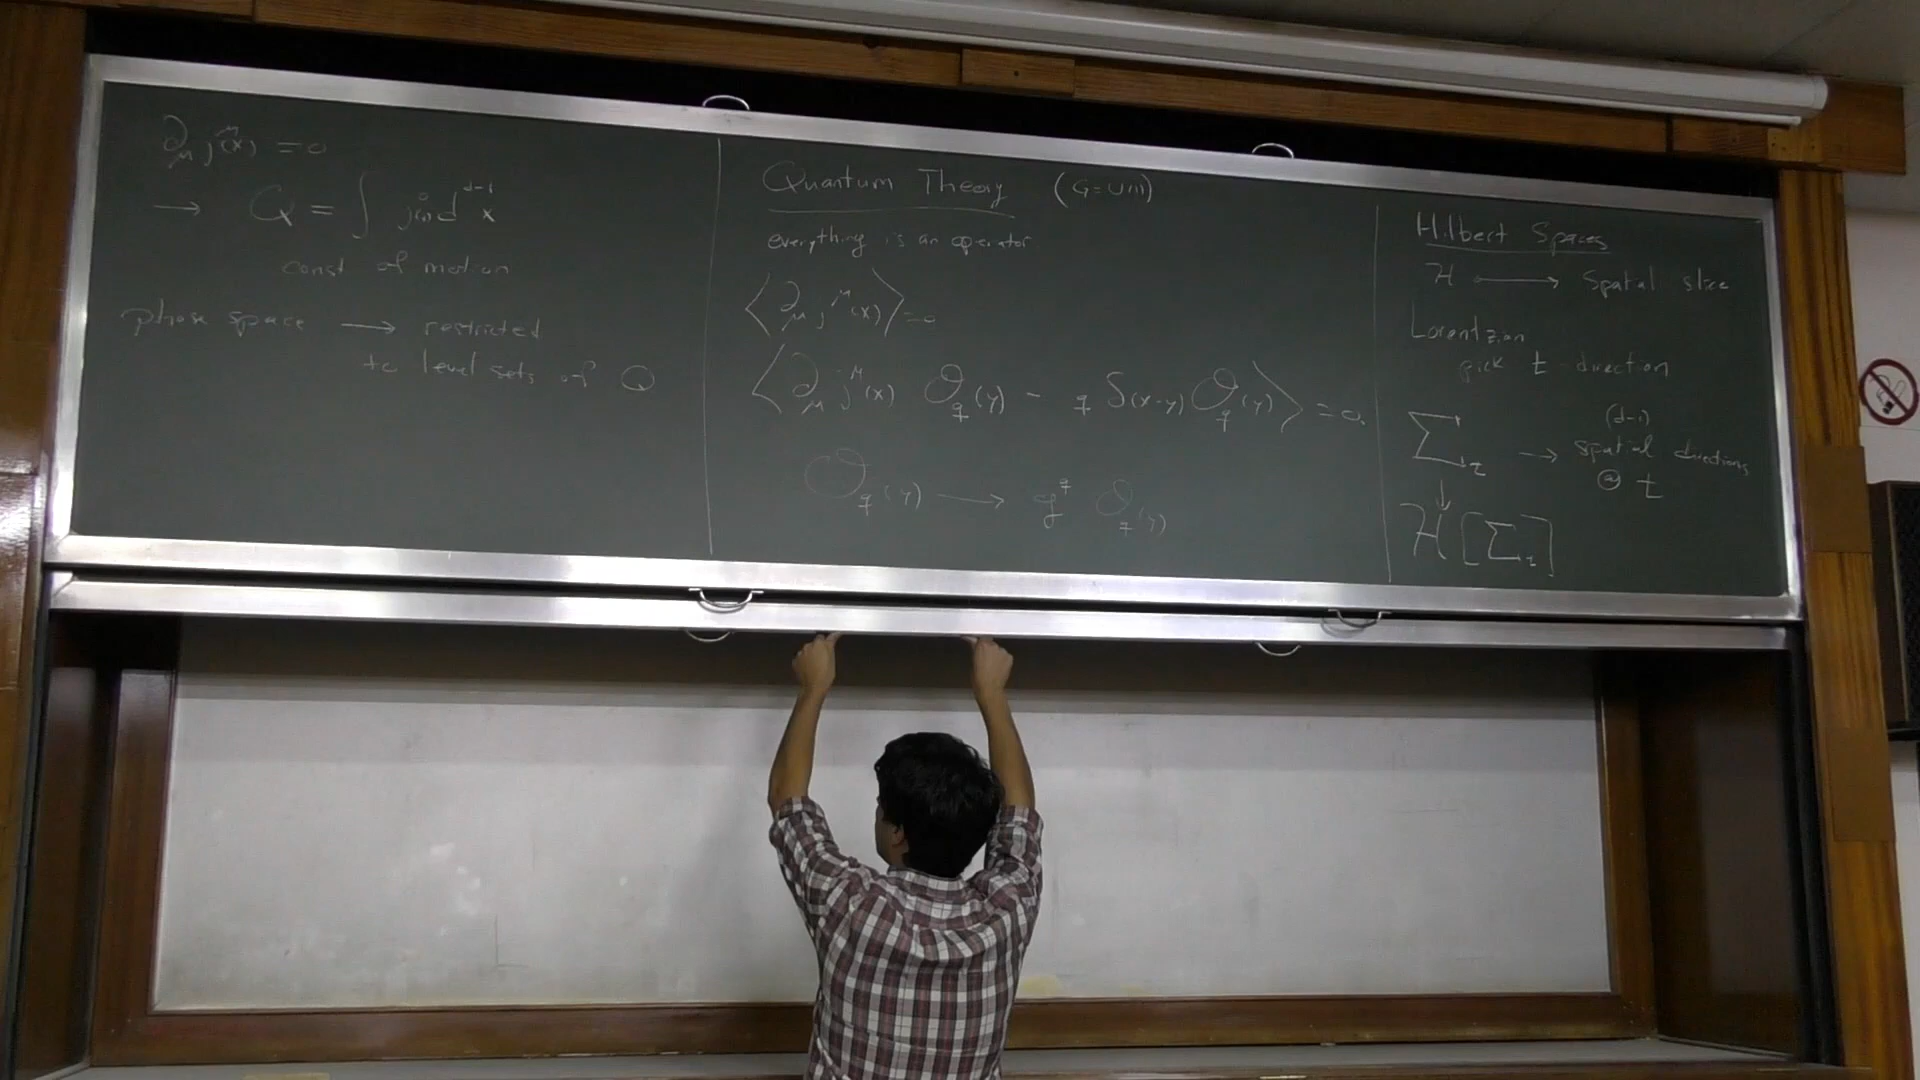 ∂_μ j^μ(x) = 0
→ Q = ∫ j^0(x) d^{d-1}x
const of motion
phase space → restricted
to level sets of Q
Quantum Theory (G=U(1))
everything is an operator
⟨∂_μ j^μ(x)⟩ = 0
⟨∂_μ j^μ(x) O_q(y) - q δ(x-y) O_q(y)⟩ = 0.
O_q(y) → g^q O_q(y)
Hilbert Spaces
H → Spatial slice
Lorentzian
pick t direction
Σ_t → (d-1) spatial directions
@ t
↓
H[Σ_t]